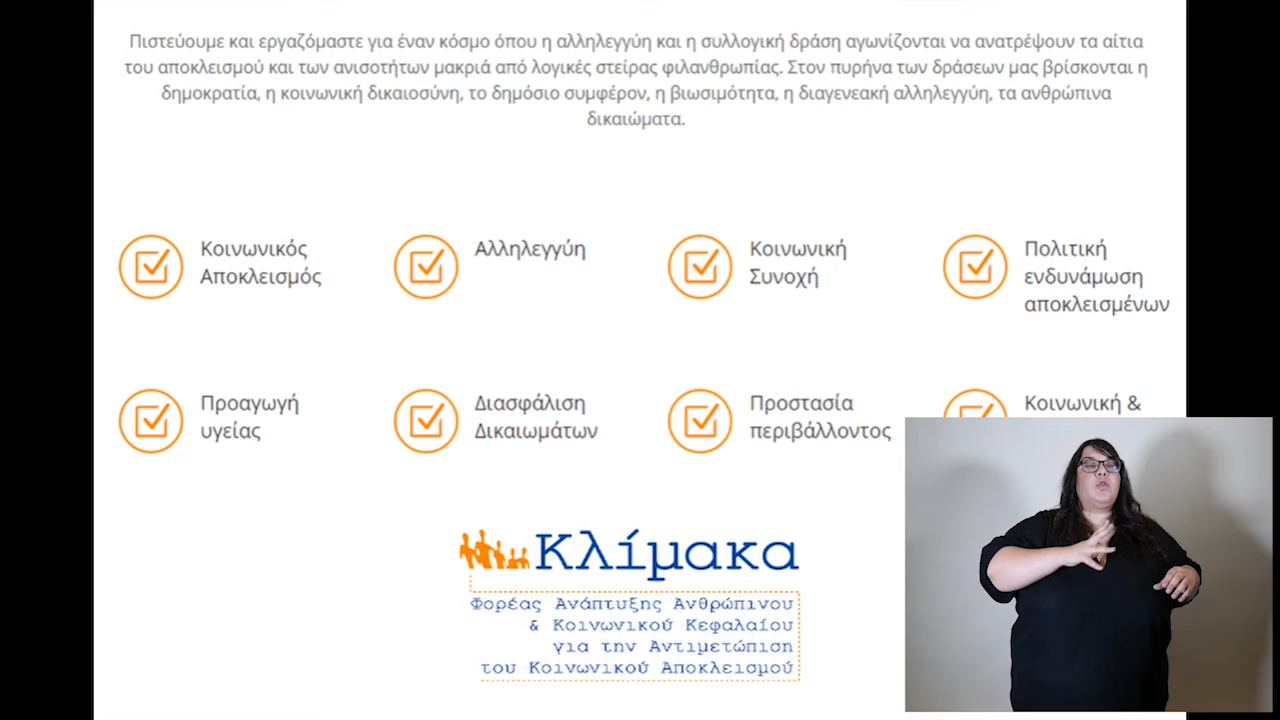 Πιστεύουμε και εργαζόμαστε για έναν κόσμο όπου η αλληλεγγύη και η συλλογική δράση αγωνίζονται να ανατρέψουν τα αίτια
του αποκλεισμού και των ανισοτήτων μακριά από λογικές στείρας φιλανθρωπίας. Στον πυρήνα των δράσεων μας βρίσκονται η
δημοκρατία, η κοινωνική δικαιοσύνη, το δημόσιο συμφέρον, η βιωσιμότητα, η διαγενεακή αλληλεγγύη, τα ανθρώπινα
δικαιώματα.
Κοινωνικός
Αποκλεισμός
Αλληλεγγύη
Κοινωνική
Συνοχή
Πολιτική
ενδυνάμωση
αποκλεισμένων
Προαγωγή
υγείας
Διασφάλιση
Δικαιωμάτων
Προστασία
περιβάλλοντος
Κοινωνική &
Κλίμακα
Φορέας Ανάπτυξης Ανθρώπινου
& Κοινωνικού Κεφαλαίου
για την Αντιμετώπιση
του Κοινωνικού Αποκλεισμού